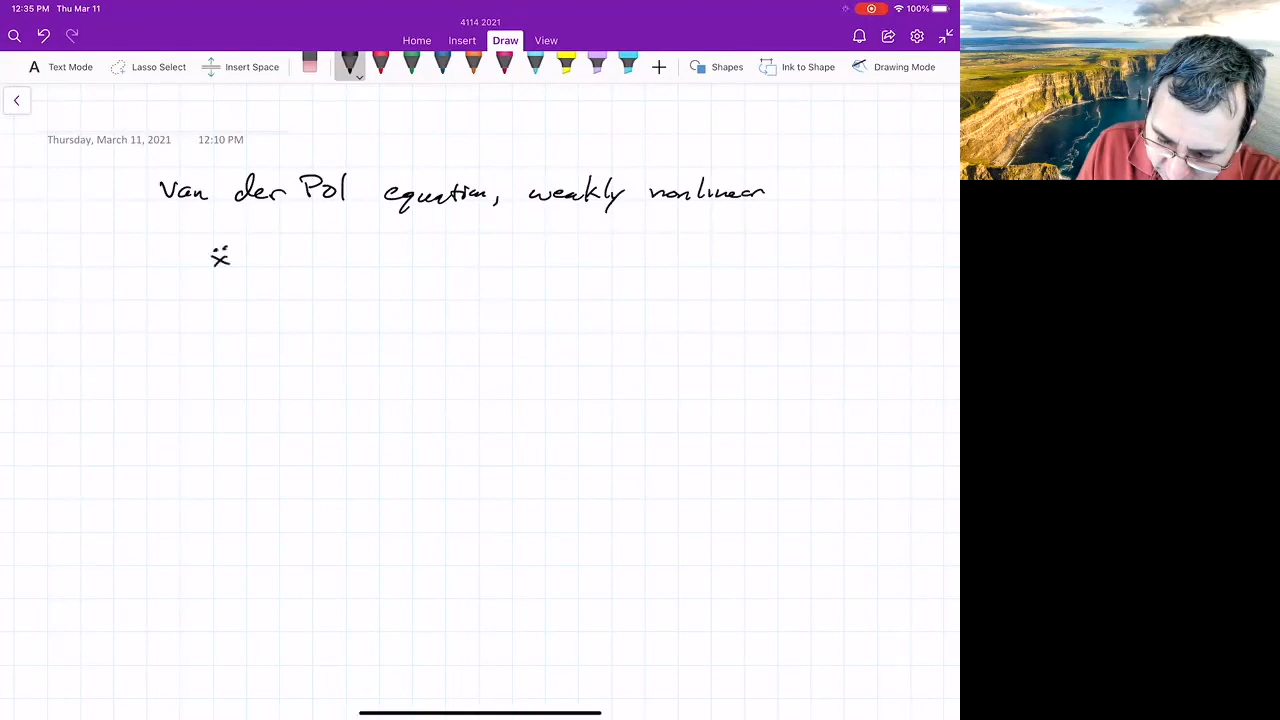 12:35 PM Thu Mar 11
100%
4114 2021
Home Insert Draw View
Text Mode Lasso Select Insert Space Shapes Ink to Shape Drawing Mode
Thursday, March 11, 2021 12:10 PM
Van der Pol equation, weakly nonlinear
ẍ